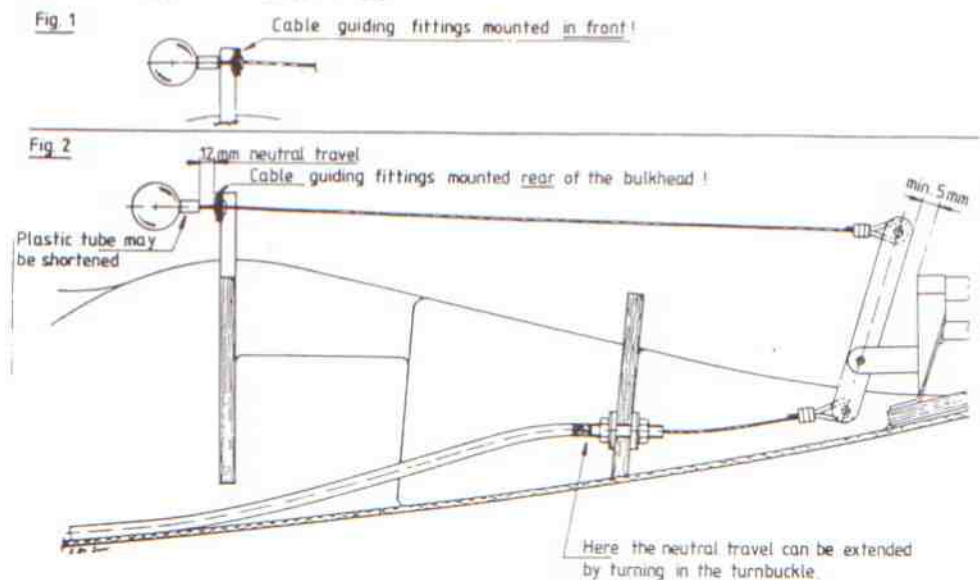 Fig. 1
Cable guiding fittings mounted in front!
Fig. 2
12 mm neutral travel
Cable guiding fittings mounted rear of the bulkhead !
min. 5 mm
Plastic tube may
be shortened
Here the neutral travel can be extended
by turning in the turnbuckle.